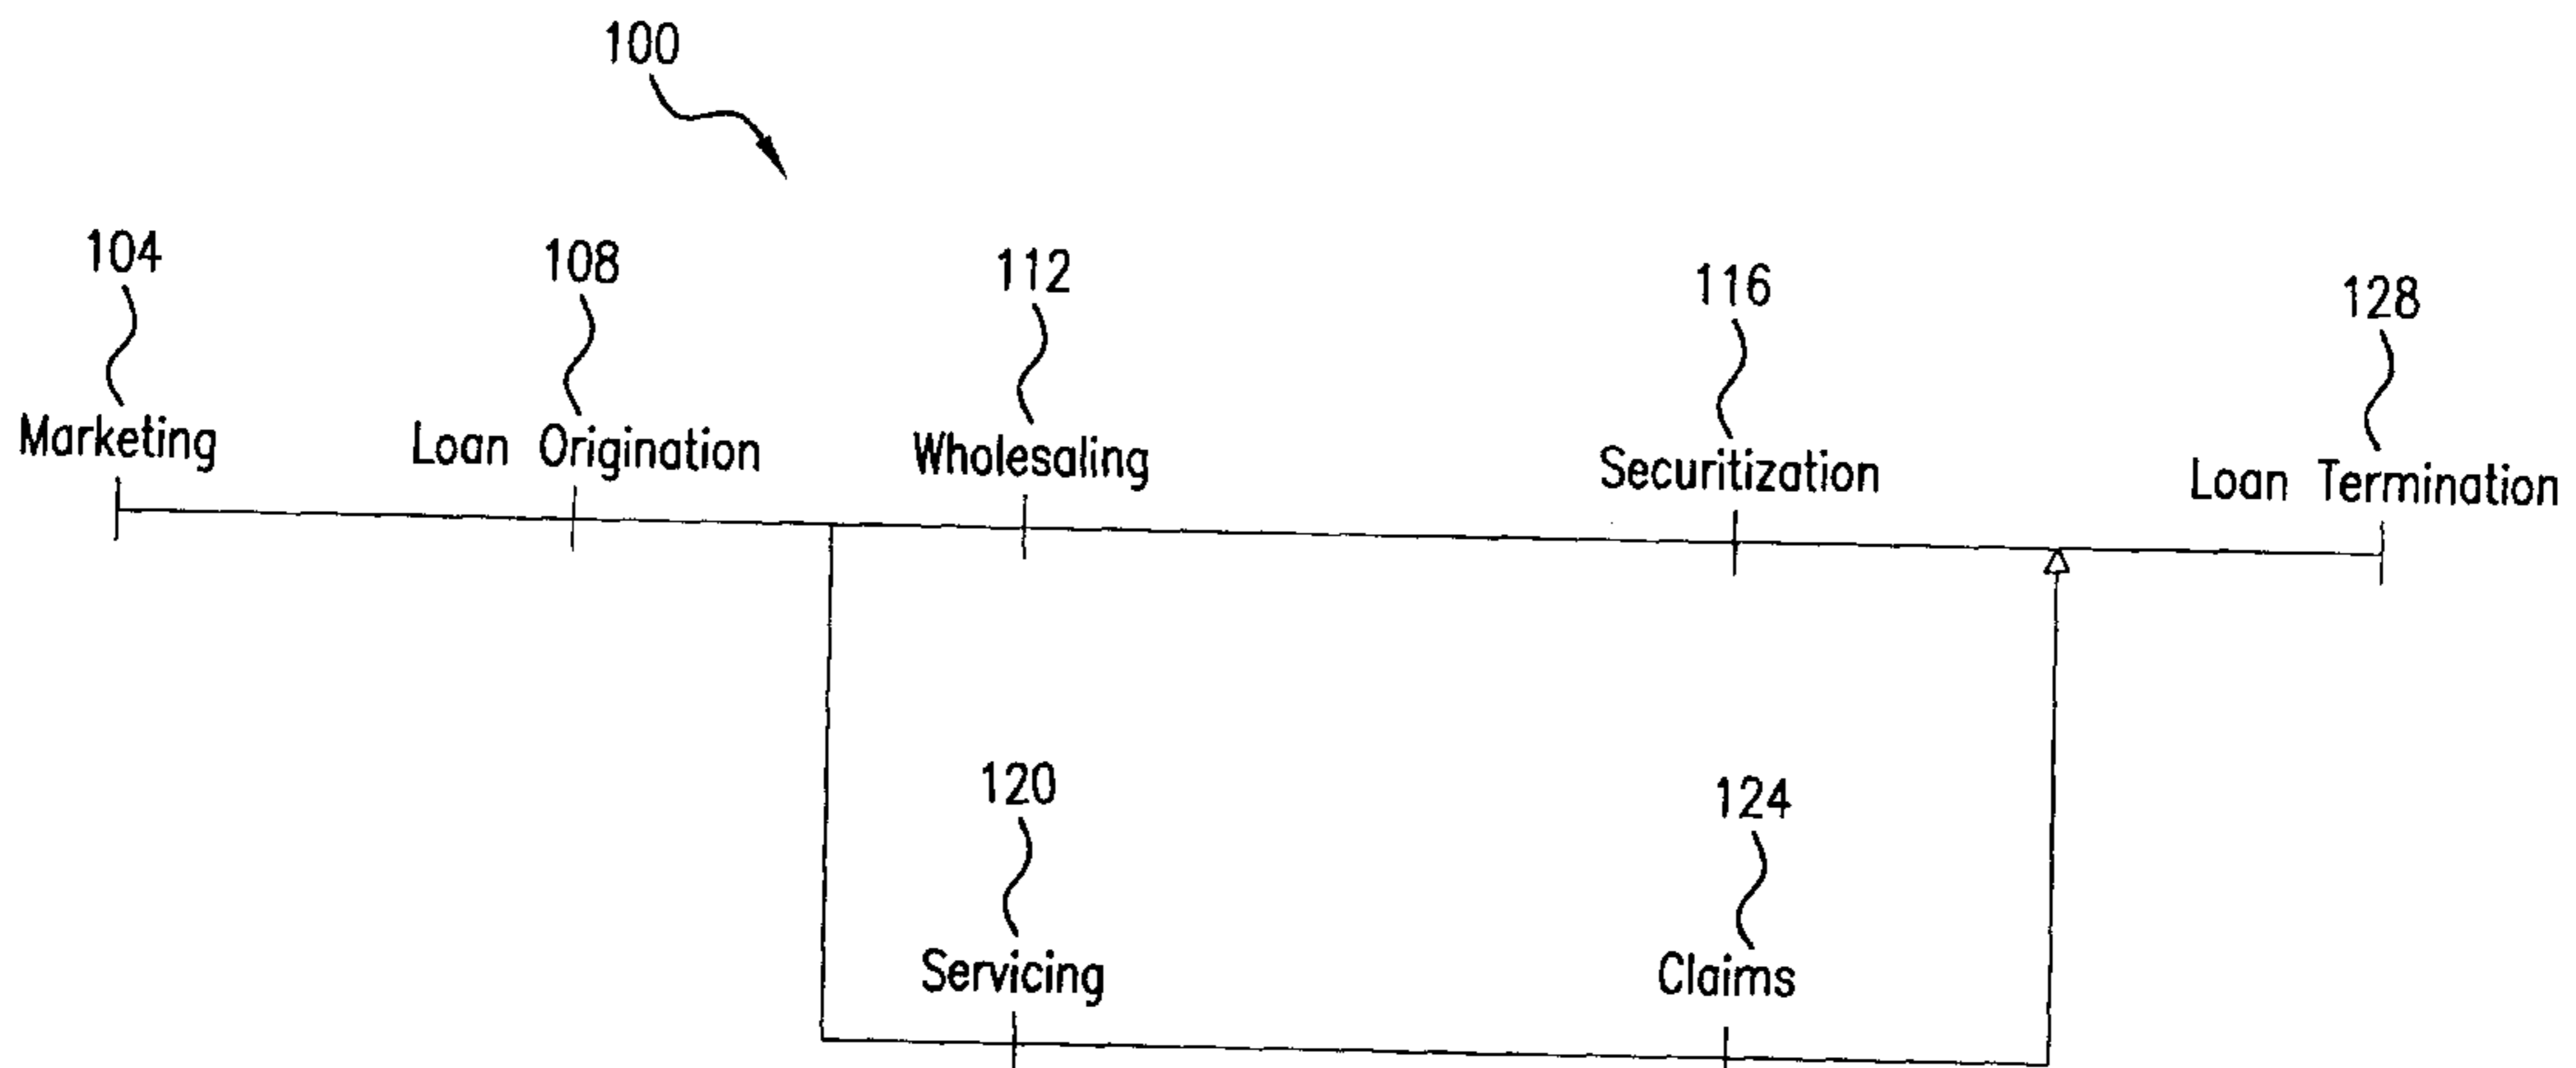 100
104
108
112
116
128
Marketing
Loan Origination
Wholesaling
Securitization
Loan Termination
120
124
Servicing
Claims